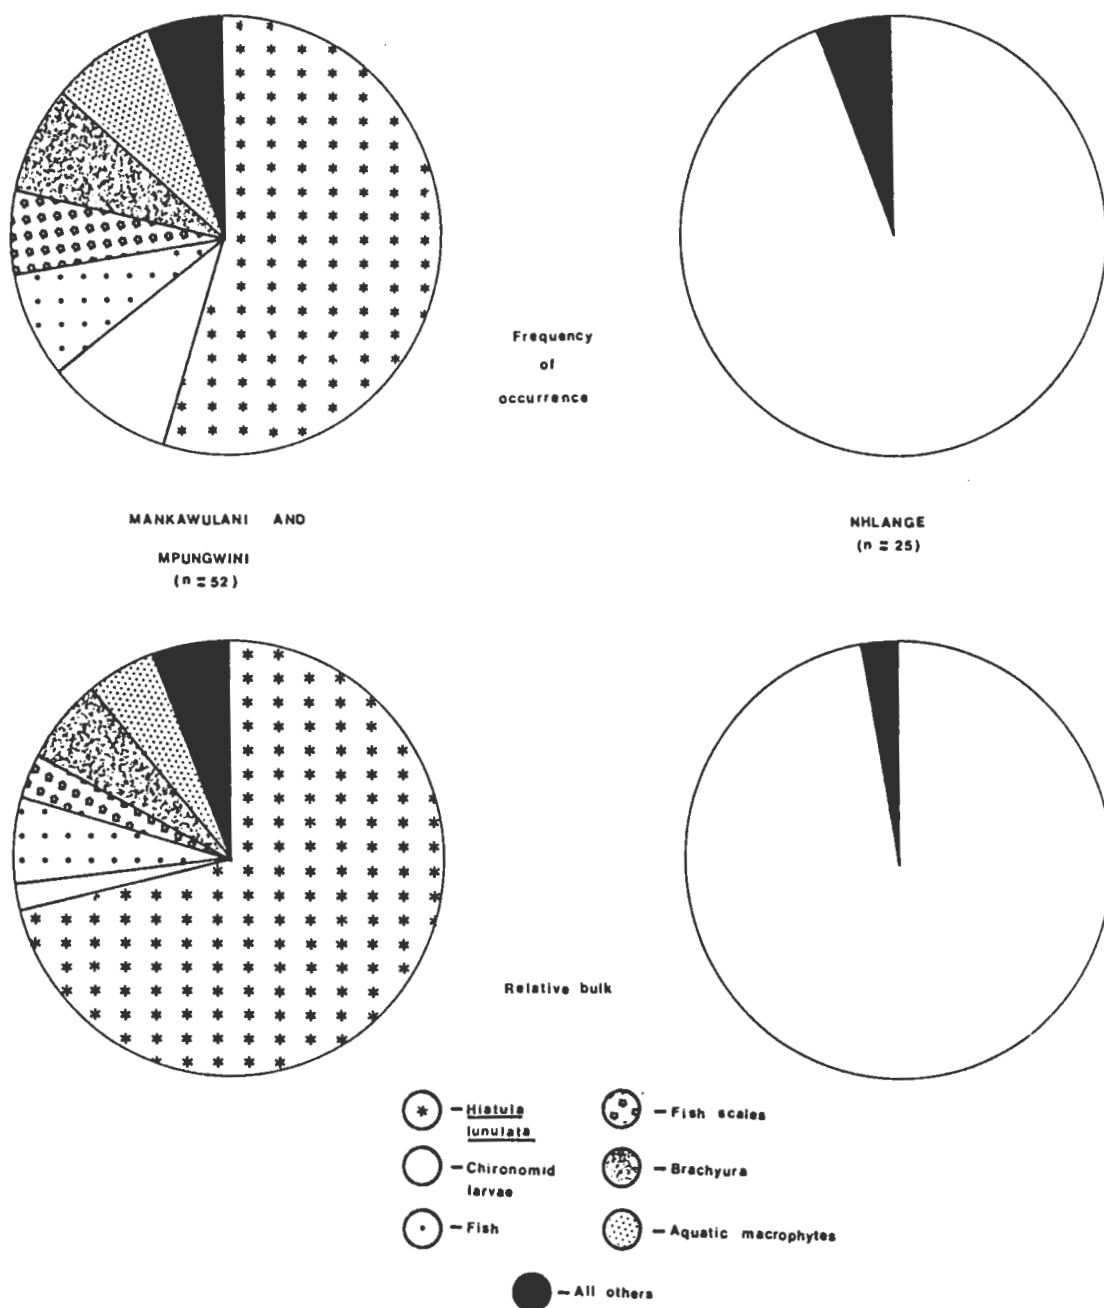 Frequency
of
occurrence
MANKAWULANI AND
MPUNGWINI
(n = 52)
NHLANGE
(n = 25)
Relative bulk
— Hiatula
lunulata
— Chironomid
larvae
— Fish
— Fish scales
— Brachyura
— Aquatic macrophytes
— All others